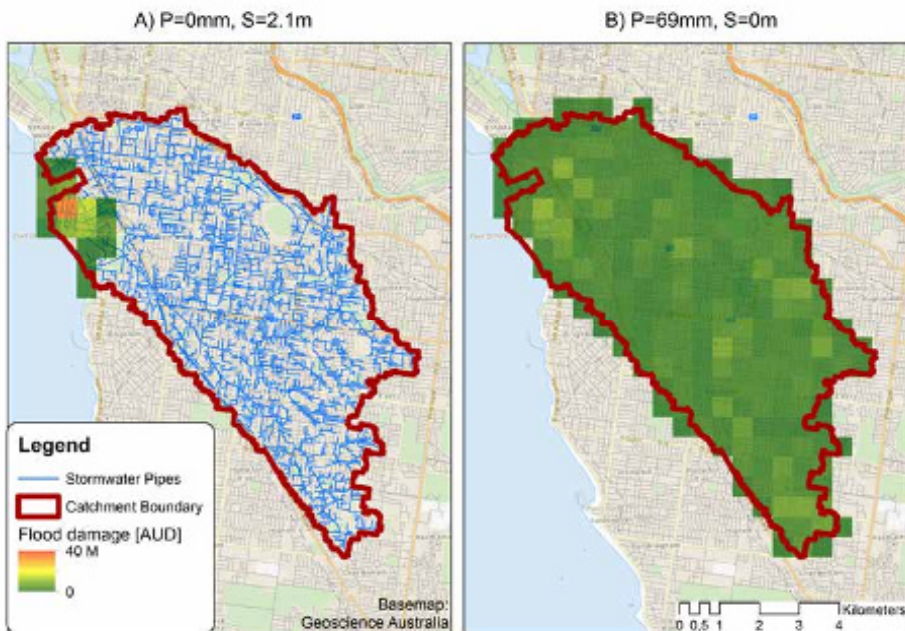 A) P=0mm, S=2.1m
B) P=69mm, S=0m
Legend
Stormwater Pipes
Catchment Boundary
Flood damage [AUD]
40 M
0
Basemap:
Geoscience Australia
Kilometers
0 0.5 1 2 3 4